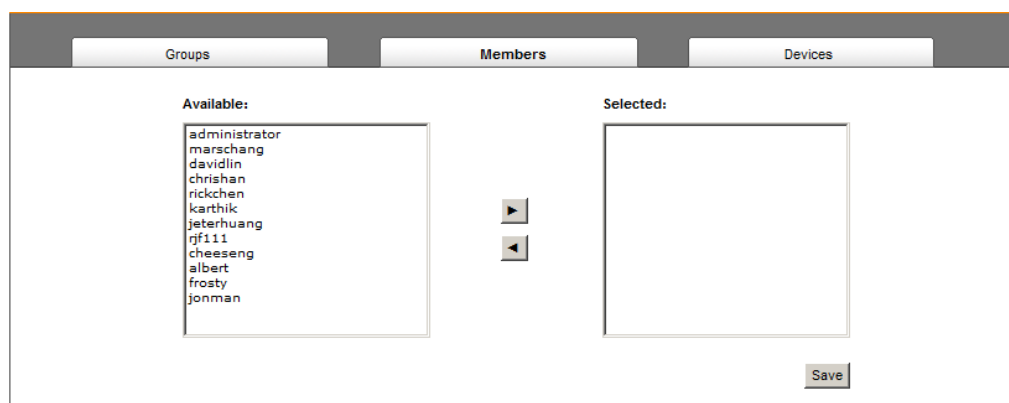 Groups
Members
Devices
Available:
Selected:
administrator
marschang
davidlin
chrishan
rickchen
karthik
jeterhuang
rjf111
cheeseng
albert
frosty
jonman
Save